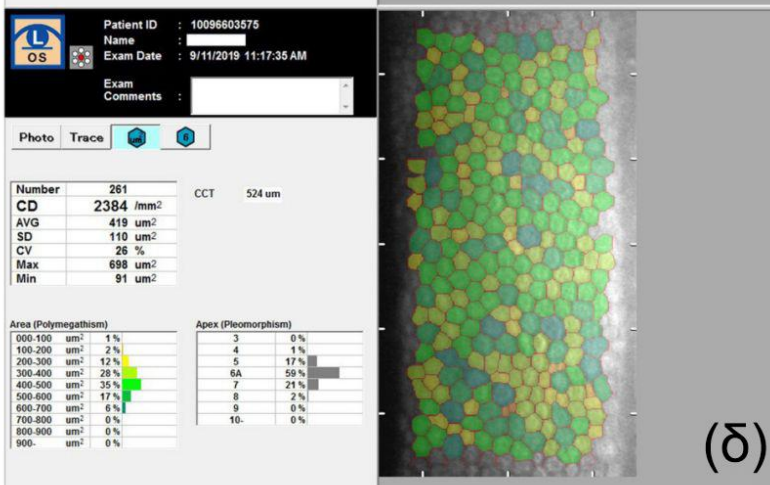 L
OS
Patient ID : 10096603575
Name :
Exam Date : 9/11/2019 11:17:35 AM
Exam
Comments :
Photo Trace um 6
Number 261
CD 2384 /mm2
AVG 419 um2
SD 110 um2
CV 26 %
Max 698 um2
Min 91 um2
CCT 524 um
Area (Polymegathism)
000-100 um2 1 %
100-200 um2 2 %
200-300 um2 12 %
300-400 um2 28 %
400-500 um2 35 %
500-600 um2 17 %
600-700 um2 6 %
700-800 um2 0 %
800-900 um2 0 %
900- um2 0 %
Apex (Pleomorphism)
3 0 %
4 1 %
5 17 %
6A 59 %
7 21 %
8 2 %
9 0 %
10- 0 %
(δ)